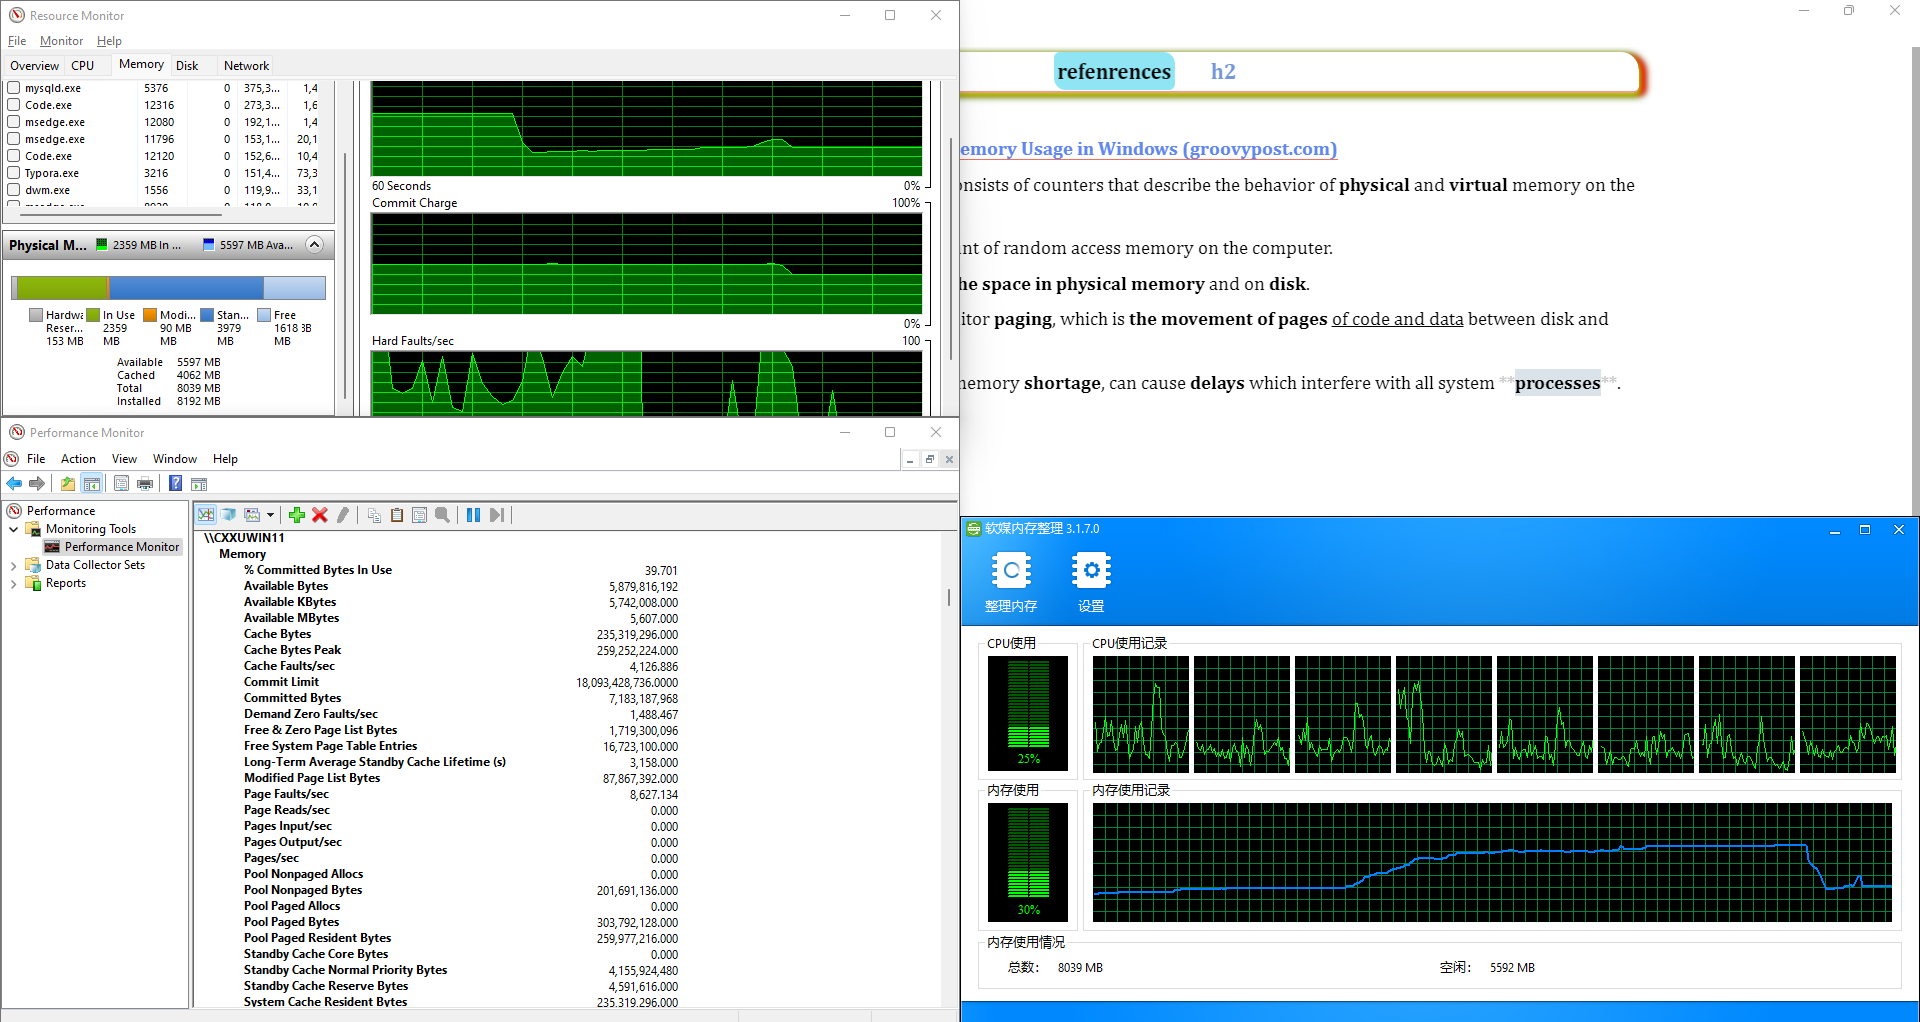 Resource Monitor
File Monitor Help
Overview CPU Memory Disk Network
mysqld.exe 5376 0 375,3... 1,4
Code.exe 12316 0 273,3... 1,6
msedge.exe 12080 0 192,1... 1,4
msedge.exe 11796 0 153,1... 20,1
Code.exe 12120 0 152,6... 10,4
Typora.exe 3216 0 151,4... 73,3
dwm.exe 1556 0 119,9... 33,1
Physical M... 2359 MB In ... 5597 MB Ava...
Hardwa Reser... 153 MB
In Use 2359 MB
Modi... 90 MB
Stan... 3979 MB
Free 1618 MB
Available 5597 MB
Cached 4062 MB
Total 8039 MB
Installed 8192 MB
60 Seconds 0%
Commit Charge 100%
0%
Hard Faults/sec 100
refenrences h2
emory Usage in Windows (groovypost.com)
onsists of counters that describe the behavior of physical and virtual memory on the
nt of random access memory on the computer.
he space in physical memory and on disk.
itor paging, which is the movement of pages of code and data between disk and
nemory shortage, can cause delays which interfere with all system **processes**.
Performance Monitor
File Action View Window Help
Performance
Monitoring Tools
Performance Monitor
Data Collector Sets
Reports
\\CXXUWIN11
Memory
% Committed Bytes In Use 39.701
Available Bytes 5,879,816,192
Available KBytes 5,742,008.000
Available MBytes 5,607.000
Cache Bytes 235,319,296.000
Cache Bytes Peak 259,252,224.000
Cache Faults/sec 4,126.886
Commit Limit 18,093,428,736.0000
Committed Bytes 7,183,187,968
Demand Zero Faults/sec 1,488.467
Free & Zero Page List Bytes 1,719,300,096
Free System Page Table Entries 16,723,100.000
Long-Term Average Standby Cache Lifetime (s) 3,158.000
Modified Page List Bytes 87,867,392.000
Page Faults/sec 8,627.134
Page Reads/sec 0.000
Pages Input/sec 0.000
Pages Output/sec 0.000
Pages/sec 0.000
Pool Nonpaged Allocs 0.000
Pool Nonpaged Bytes 201,691,136.000
Pool Paged Allocs 0.000
Pool Paged Bytes 303,792,128.000
Pool Paged Resident Bytes 259,977,216.000
Standby Cache Core Bytes 0.000
Standby Cache Normal Priority Bytes 4,155,924,480
Standby Cache Reserve Bytes 4,591,616.000
System Cache Resident Bytes 235,319,296.000
软媒内存整理 3.1.7.0
整理内存 设置
CPU使用 CPU使用记录
25%
内存使用 内存使用记录
30%
内存使用情况
总数： 8039 MB 空闲： 5592 MB